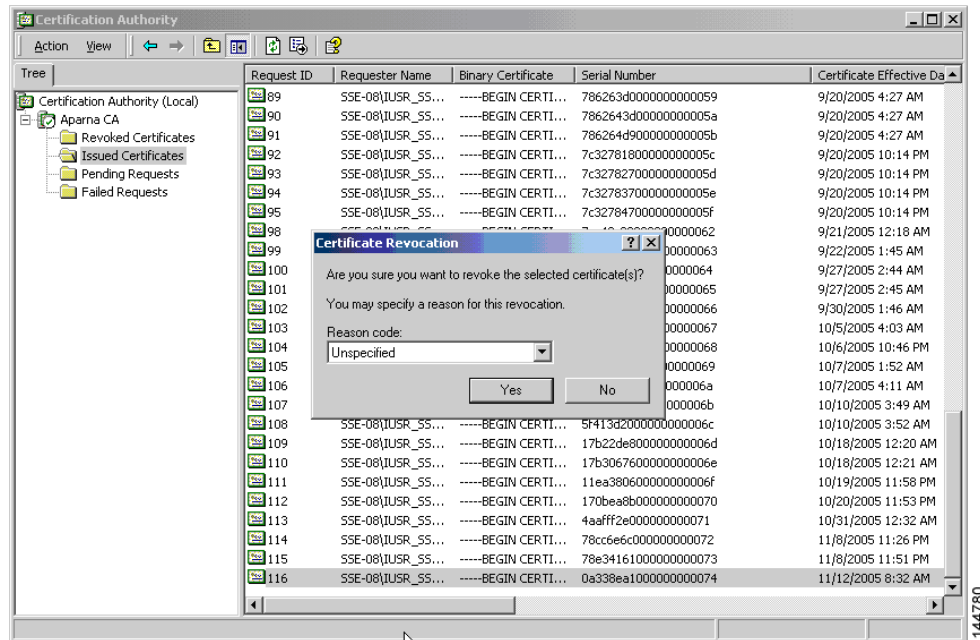 Certification Authority
Action View
Tree
Request ID Requester Name Binary Certificate Serial Number Certificate Effective Da
Certification Authority (Local)
Aparna CA
Revoked Certificates
Issued Certificates
Pending Requests
Failed Requests
89 SSE-08\IUSR_SS... -----BEGIN CERTI... 786263d0000000000059 9/20/2005 4:27 AM
90 SSE-08\IUSR_SS... -----BEGIN CERTI... 7862643d00000000005a 9/20/2005 4:27 AM
91 SSE-08\IUSR_SS... -----BEGIN CERTI... 786264d900000000005b 9/20/2005 4:27 AM
92 SSE-08\IUSR_SS... -----BEGIN CERTI... 7c32781800000000005c 9/20/2005 10:14 PM
93 SSE-08\IUSR_SS... -----BEGIN CERTI... 7c32782700000000005d 9/20/2005 10:14 PM
94 SSE-08\IUSR_SS... -----BEGIN CERTI... 7c32783700000000005e 9/20/2005 10:14 PM
95 SSE-08\IUSR_SS... -----BEGIN CERTI... 7c32784700000000005f 9/20/2005 10:14 PM
98 9/21/2005 12:18 AM
99 9/22/2005 1:45 AM
100 9/27/2005 2:44 AM
101 9/27/2005 2:45 AM
102 9/30/2005 1:46 AM
103 10/5/2005 4:03 AM
104 10/6/2005 10:46 PM
105 10/7/2005 1:52 AM
106 10/7/2005 4:11 AM
107 10/10/2005 3:49 AM
108 SSE-08\IUSR_SS... -----BEGIN CERTI... 5f413d2000000000006c 10/10/2005 3:52 AM
109 SSE-08\IUSR_SS... -----BEGIN CERTI... 17b22de800000000006d 10/18/2005 12:20 AM
110 SSE-08\IUSR_SS... -----BEGIN CERTI... 17b3067600000000006e 10/18/2005 12:21 AM
111 SSE-08\IUSR_SS... -----BEGIN CERTI... 11ea380600000000006f 10/19/2005 11:58 PM
112 SSE-08\IUSR_SS... -----BEGIN CERTI... 170bea8b000000000070 10/20/2005 11:53 PM
113 SSE-08\IUSR_SS... -----BEGIN CERTI... 4aafff2e000000000071 10/31/2005 12:32 AM
114 SSE-08\IUSR_SS... -----BEGIN CERTI... 78cc6e6c000000000072 11/8/2005 11:26 PM
115 SSE-08\IUSR_SS... -----BEGIN CERTI... 78e34161000000000073 11/8/2005 11:51 PM
116 SSE-08\IUSR_SS... -----BEGIN CERTI... 0a338ea1000000000074 11/12/2005 8:32 AM
Certificate Revocation
Are you sure you want to revoke the selected certificate(s)?
You may specify a reason for this revocation.
Reason code:
Unspecified
Yes No
144780